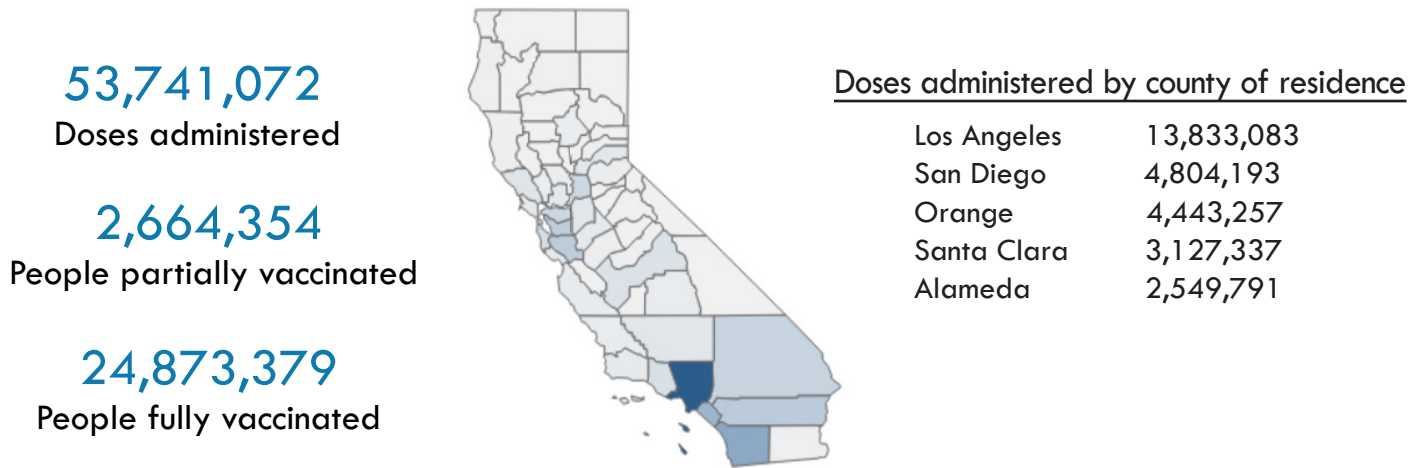 53,741,072
Doses administered
2,664,354
People partially vaccinated
24,873,379
People fully vaccinated
Doses administered by county of residence
Los Angeles 13,833,083
San Diego 4,804,193
Orange 4,443,257
Santa Clara 3,127,337
Alameda 2,549,791